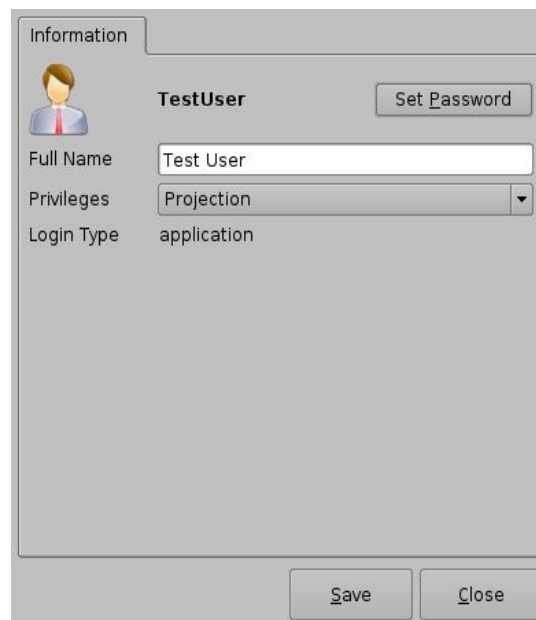 Information
TestUser
Set Password
Full Name
Test User
Privileges
Projection
Login Type
application
Save
Close